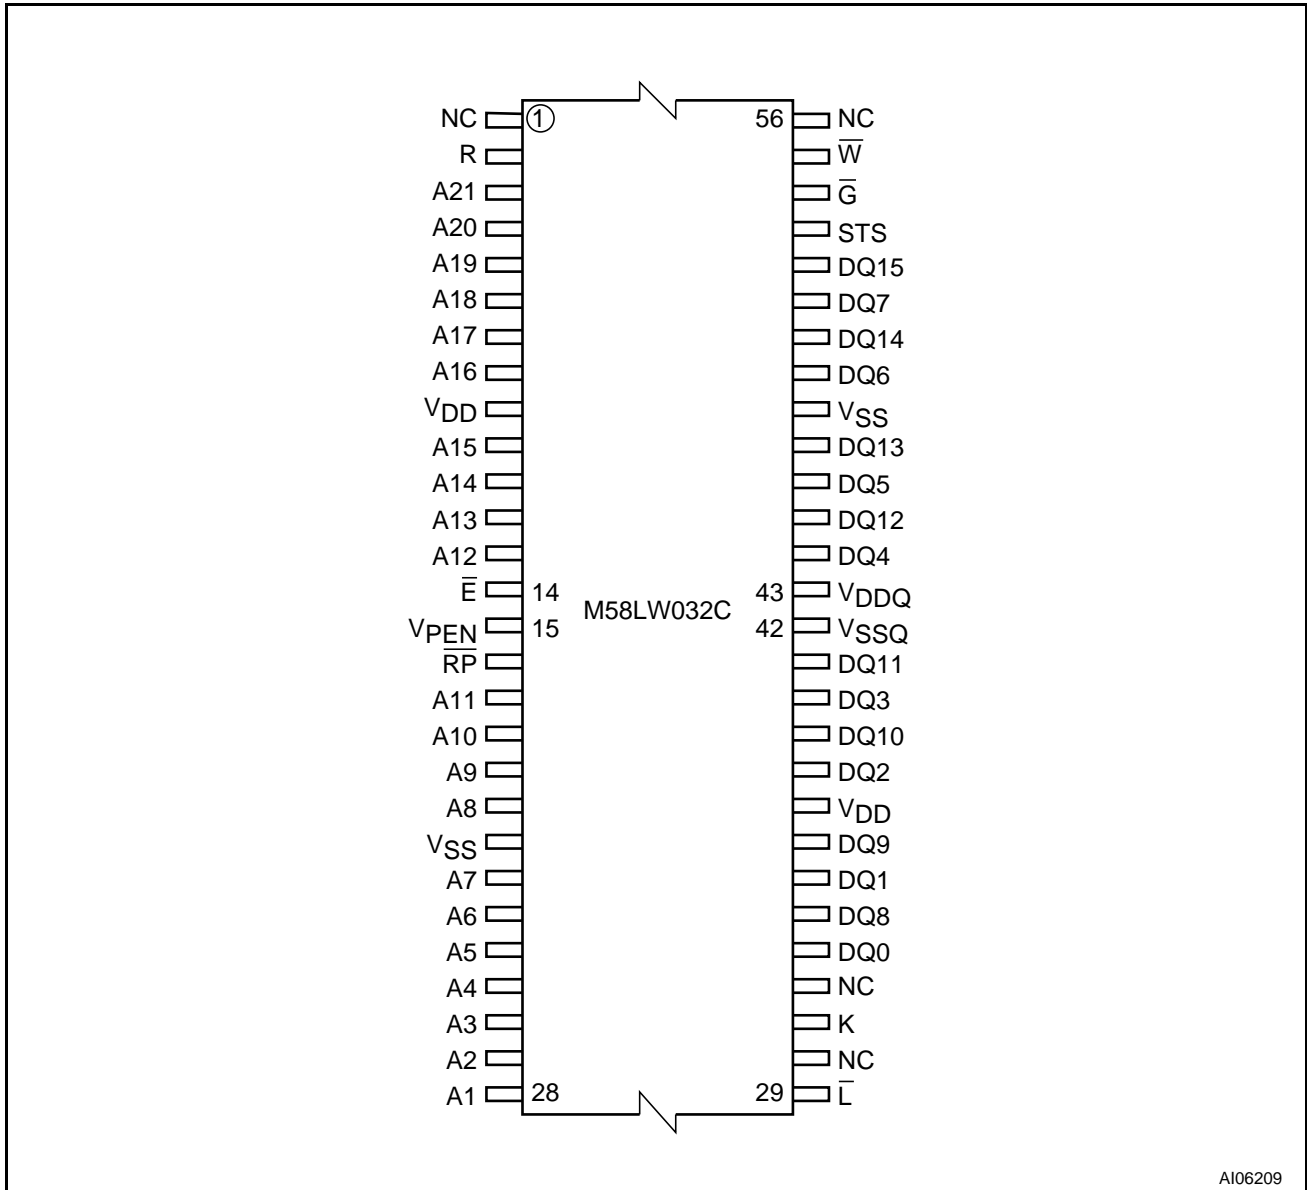 NC 1 56 NC
R W̅
A21 G̅
A20 STS
A19 DQ15
A18 DQ7
A17 DQ14
A16 DQ6
VDD VSS
A15 DQ13
A14 DQ5
A13 DQ12
A12 DQ4
E̅ 14 43 VDDQ
M58LW032C
VPEN 15 42 VSSQ
R̅P̅ DQ11
A11 DQ3
A10 DQ10
A9 DQ2
A8 VDD
VSS DQ9
A7 DQ1
A6 DQ8
A5 DQ0
A4 NC
A3 K
A2 NC
A1 28 29 L̅
AI06209